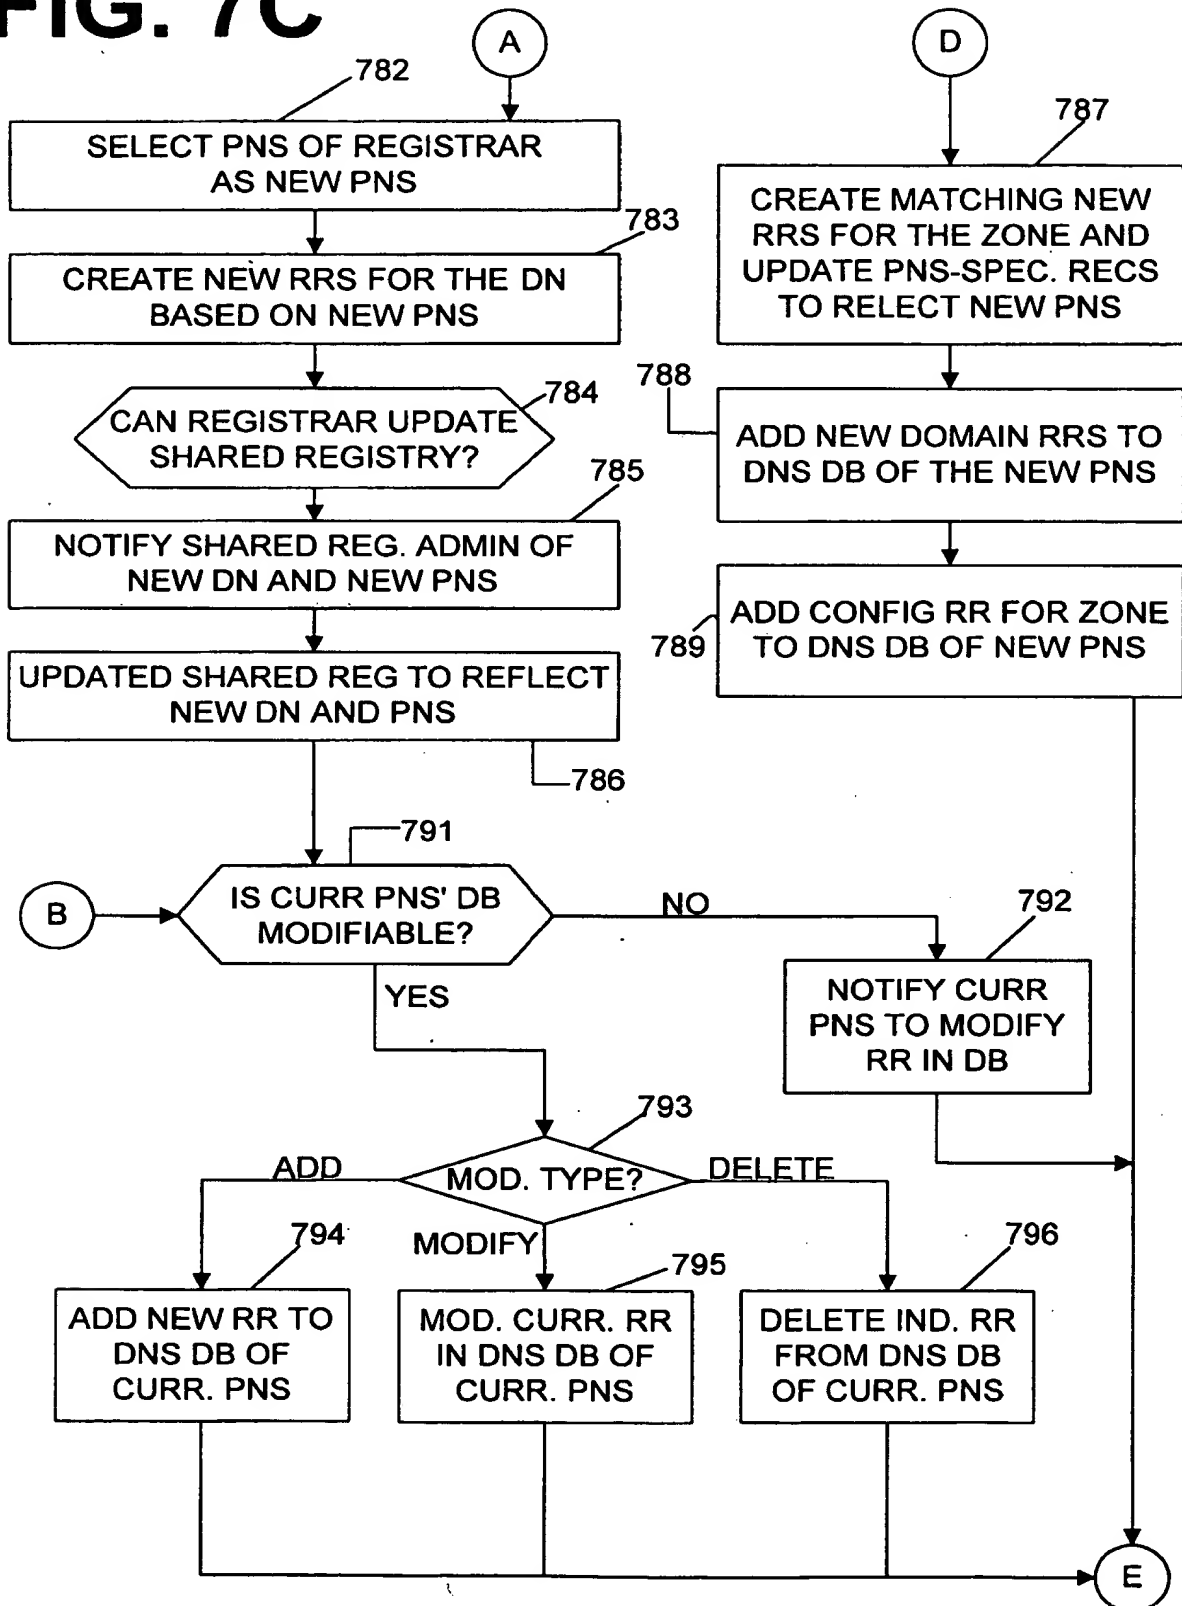 FIG. 7C
A
782
SELECT PNS OF REGISTRAR
AS NEW PNS
783
CREATE NEW RRS FOR THE DN
BASED ON NEW PNS
784
CAN REGISTRAR UPDATE
SHARED REGISTRY?
785
NOTIFY SHARED REG. ADMIN OF
NEW DN AND NEW PNS
UPDATED SHARED REG TO REFLECT
NEW DN AND PNS
786
D
787
CREATE MATCHING NEW
RRS FOR THE ZONE AND
UPDATE PNS-SPEC. RECS
TO RELECT NEW PNS
788
ADD NEW DOMAIN RRS TO
DNS DB OF THE NEW PNS
789
ADD CONFIG RR FOR ZONE
TO DNS DB OF NEW PNS
791
B
IS CURR PNS' DB
MODIFIABLE?
NO
792
NOTIFY CURR
PNS TO MODIFY
RR IN DB
YES
793
MOD. TYPE?
ADD
MODIFY
DELETE
794
ADD NEW RR TO
DNS DB OF
CURR. PNS
795
MOD. CURR. RR
IN DNS DB OF
CURR. PNS
796
DELETE IND. RR
FROM DNS DB
OF CURR. PNS
E